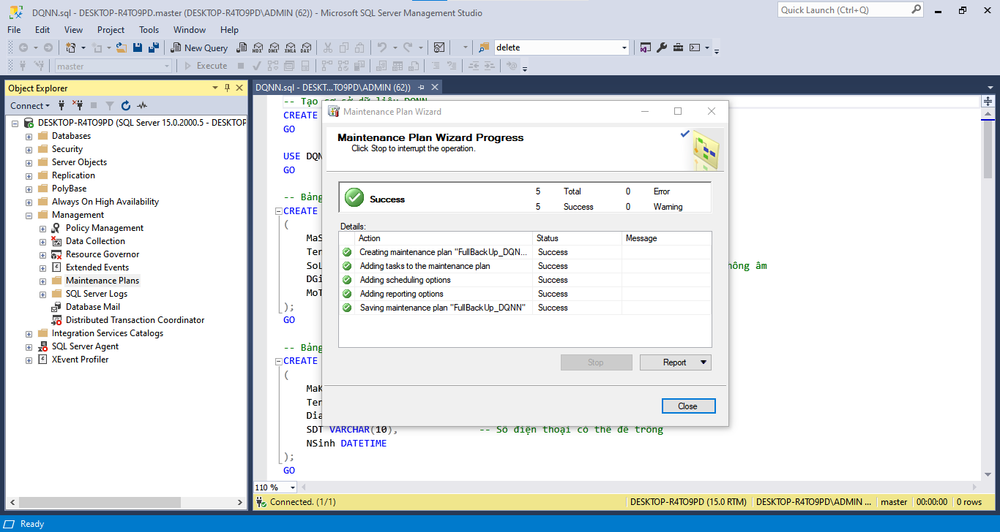 DQNN.sql - DESKTOP-R4TO9PD.master (DESKTOP-R4TO9PD\ADMIN (62)) - Microsoft SQL Server Management Studio
Quick Launch (Ctrl+Q)
File Edit View Project Tools Window Help
New Query MDX DMX XMLA DAX delete
master Execute
Object Explorer
DQNN.sql - DESKT...TO9PD\ADMIN (62))
Connect
DESKTOP-R4TO9PD (SQL Server 15.0.2000.5 - DESKTOP
Databases
Security
Server Objects
Replication
PolyBase
Always On High Availability
Management
Policy Management
Data Collection
Resource Governor
Extended Events
Maintenance Plans
SQL Server Logs
Database Mail
Distributed Transaction Coordinator
Integration Services Catalogs
SQL Server Agent
XEvent Profiler
-- Tạo cơ sở dữ liệu DQNN
CREATE
GO
USE DQN
GO
-- Bảng
CREATE
(
MaS
Ten
SoL
hông âm
DGi
MoT
);
GO
-- Bảng
CREATE
(
MaK
Ten
Dia
SDT VARCHAR(10), -- Số điện thoại có thể để trống
NSinh DATETIME
);
GO
Maintenance Plan Wizard
Maintenance Plan Wizard Progress
Click Stop to interrupt the operation.
Success
5 Total 0 Error
5 Success 0 Warning
Details:
Action Status Message
Creating maintenance plan "FullBackUp_DQN... Success
Adding tasks to the maintenance plan Success
Adding scheduling options Success
Adding reporting options Success
Saving maintenance plan "FullBackUp_DQNN" Success
Stop Report
Close
110 %
Connected. (1/1)
DESKTOP-R4TO9PD (15.0 RTM) DESKTOP-R4TO9PD\ADMIN ... master 00:00:00 0 rows
Ready